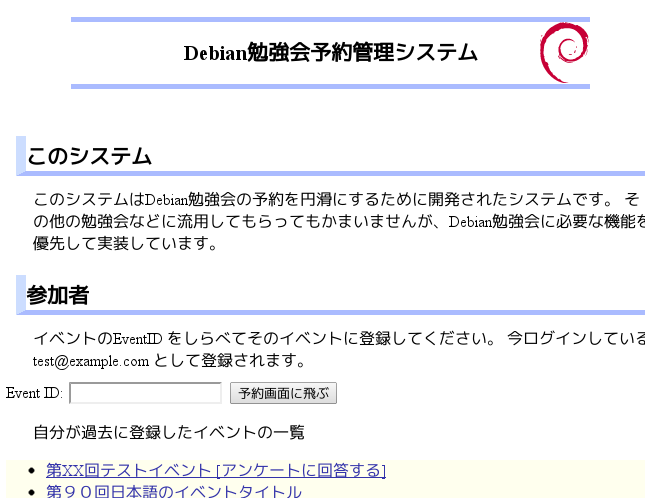 Debian勉強会予約管理システム
このシステム
このシステムはDebian勉強会の予約を円滑にするために開発されたシステムです。 そ
の他の勉強会などに流用してもらってもかまいませんが、Debian勉強会に必要な機能を
優先して実装しています。
参加者
イベントのEventID をしらべてそのイベントに登録してください。 今ログインしている
test@example.com として登録されます。
Event ID: 予約画面に飛ぶ
自分が過去に登録したイベントの一覧
第XX回テストイベント [アンケートに回答する]
第９０回日本語のイベントタイトル